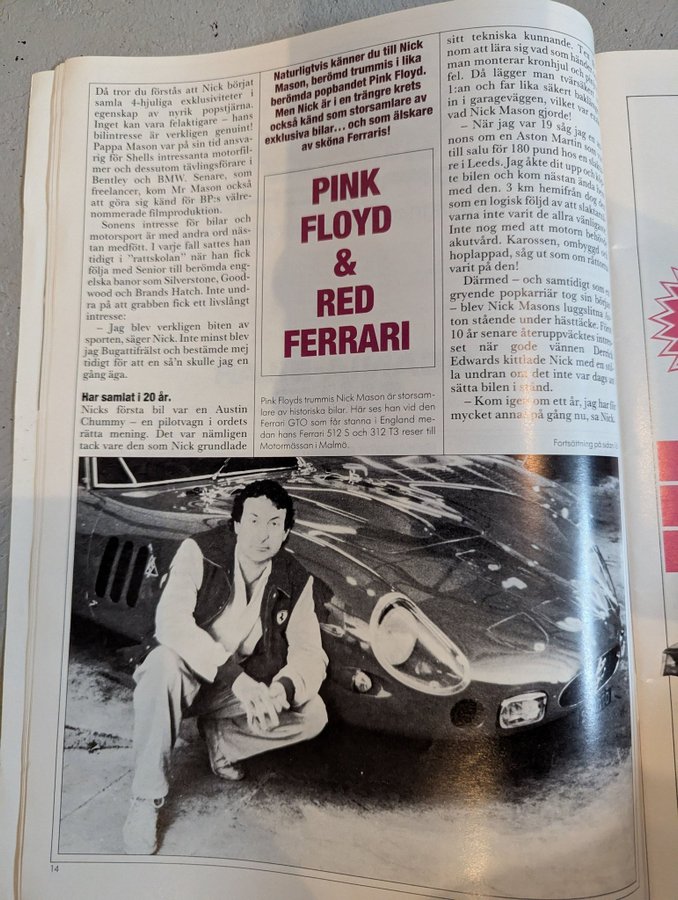 Då tror du förstås att Nick börjat
samla 4-hjuliga exklusiviteter i
egenskap av nyrik popstjärna.
Inget kan vara felaktigare – hans
bilintresse är verkligen genuint!
Pappa Mason var på sin tid ansva-
rig för Shells intressanta motorfil-
mer och dessutom tävlingsförare i
Bentley och BMW. Senare, som
freelancer, kom Mr Mason också
att göra sig känd för BP:s välre-
nommerade filmproduktion.
Sonens intresse för bilar och
motorsport är med andra ord näs-
tan medfött. I varje fall sattes han
tidigt i "rattskolan" när han fick
följa med Senior till berömda eng-
elska banor som Silverstone, Good-
wood och Brands Hatch. Inte und-
ra på att grabben fick ett livslångt
intresse:
– Jag blev verkligen biten av
sporten, säger Nick. Inte minst blev
jag Bugattifrälst och bestämde mej
tidigt för att en så'n skulle jag en
gång äga.
Har samlat i 20 år.
Nicks första bil var en Austin
Chummy – en pilotvagn i ordets
rätta mening. Det var nämligen
tack vare den som Nick grundlade
Naturligtvis känner du till Nick
Mason, berömd trummis i lika
berömda popbandet Pink Floyd.
Men Nick är i en trängre krets
också känd som storsamlare av
exklusiva bilar... och som älskare
av sköna Ferraris!
PINK
FLOYD
&
RED
FERRARI
Pink Floyds trummis Nick Mason är storsam-
lare av historiska bilar. Här ses han vid den
Ferrari GTO som får stanna i England me-
dan hans Ferrari 512 S och 312 T3 reser till
Motormässan i Malmö.
sitt tekniska kunnande. 
nom att lära sig vad som
man monterar kronhjul och
fel. Då lägger man
1:an och far lika säkert
in i garageväggen, vilket var
vad Nick Mason gjorde!
– När jag var 19 såg jag en
nons om en Aston Martin som
till salu för 180 pund hos en
re i Leeds. Jag åkte dit upp och
te bilen och kom nästan ända
med den. 3 km hemifrån dog
som en logisk följd av att
varna inte varit de allra
Inte nog med att motorn
akutvård. Karossen, ombyggd
hoplappad, såg ut som om
varit på den!
Därmed – och samtidigt som
gryende popkarriär tog sin
– blev Nick Masons luggslitna
ton stående under hästtäcke. Först
10 år senare återuppväcktes intres-
set när gode vännen Derrick
Edwards kittlade Nick med en
la undran om det inte var dags att
sätta bilen i stånd.
– Kom igen om ett år, jag har för
mycket annat på gång nu, sa Nick.
Fortsättning på sidan
14